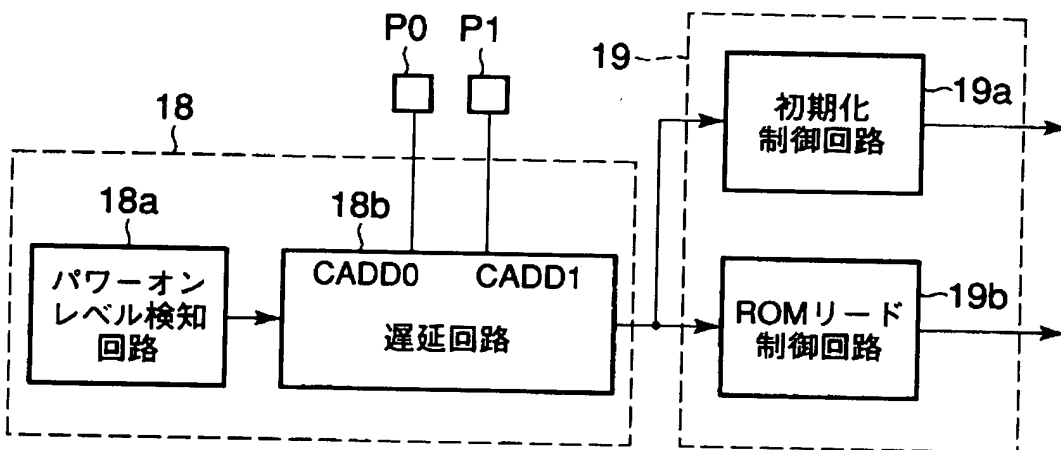 P0
P1
18
19
18a
パワーオン
レベル検知
回路
18b
CADD0
CADD1
遅延回路
19a
初期化
制御回路
19b
ROMリード
制御回路